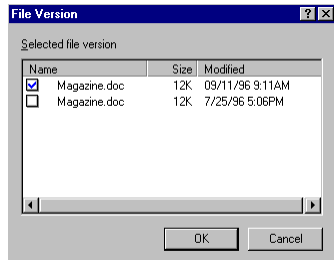 File Version
Selected file version
Name Size Modified
Magazine.doc 12K 09/11/96 9:11AM
Magazine.doc 12K 7/25/96 5:06PM
OK Cancel